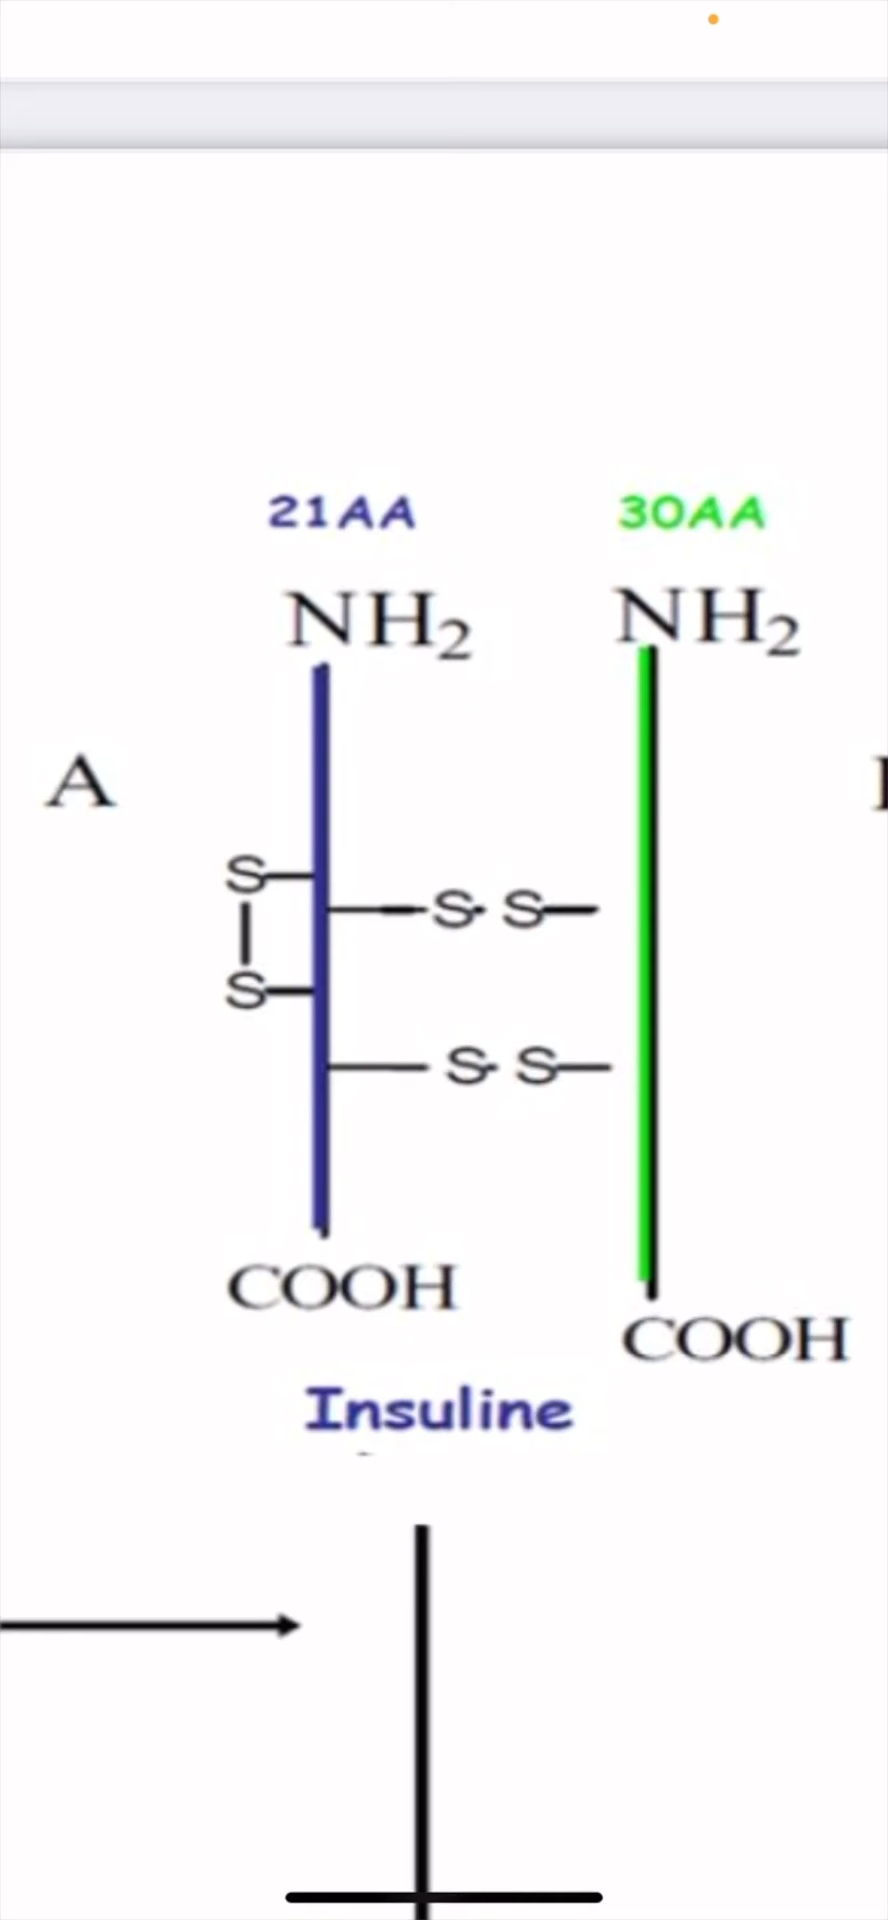 21AA 30AA
NH2 NH2
A
S
S S
S
S S
COOH
COOH
Insuline